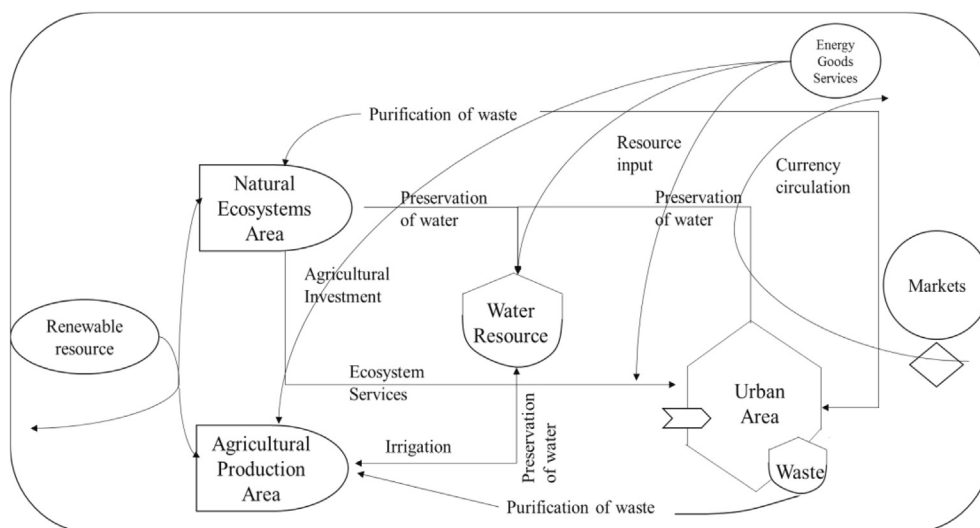 Energy
Goods
Services
Purification of waste
Resource
input
Currency
circulation
Natural
Ecosystems
Area
Preservation
of water
Preservation
of water
Agricultural
Investment
Markets
Renewable
resource
Water
Resource
Ecosystem
Services
Urban
Area
Agricultural
Production
Area
Irrigation
Preservation
of water
Waste
Purification of waste